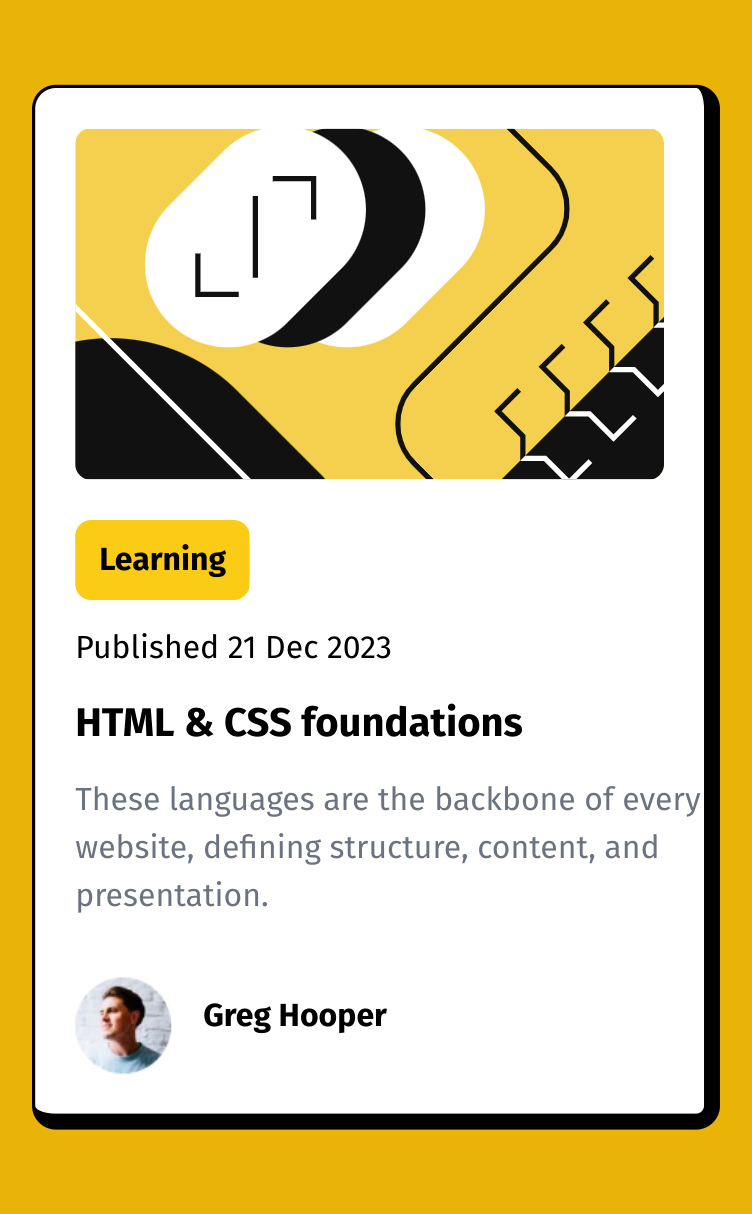 Learning
Published 21 Dec 2023
HTML & CSS foundations
These languages are the backbone of every
website, defining structure, content, and
presentation.
Greg Hooper